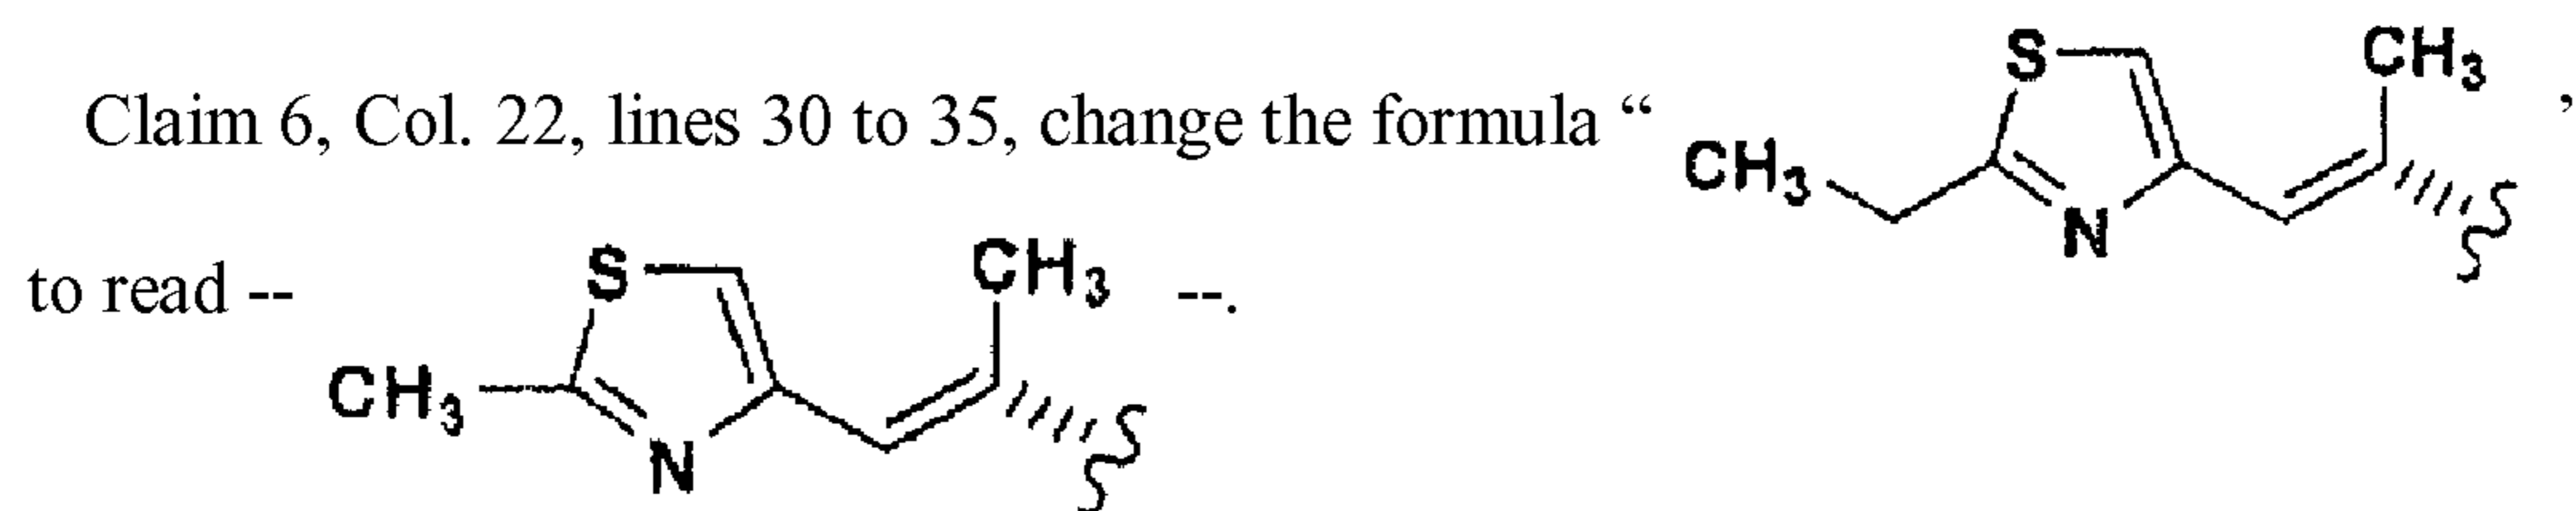 Claim 6, Col. 22, lines 30 to 35, change the formula “ CH3 S N CH3 ,
to read -- CH3 S N CH3 --.